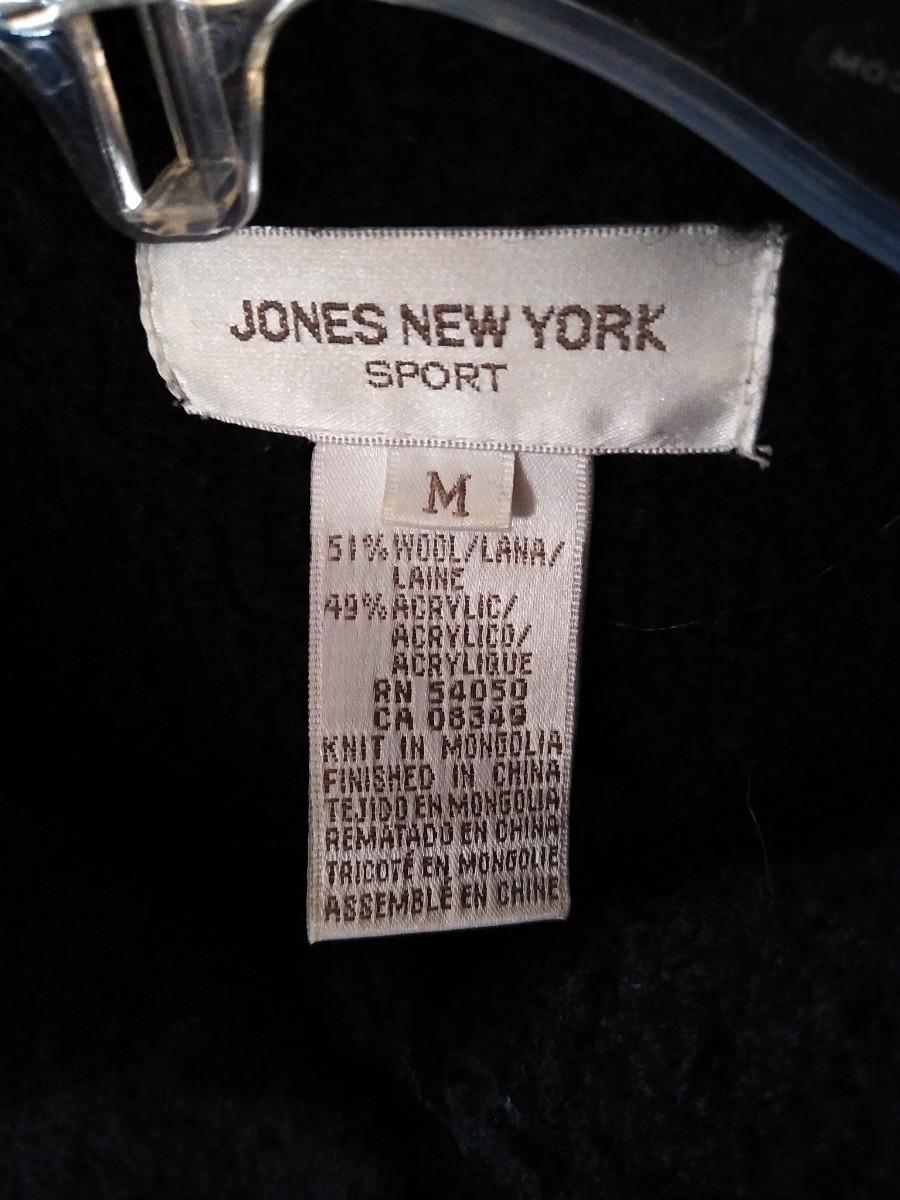 JONES NEW YORK
SPORT
M
51% WOOL/LANA/
LAINE
49% ACRYLIC/
ACRYLICO/
ACRYLIQUE
RN 54050
CA 08349
KNIT IN MONGOLIA
FINISHED IN CHINA
TEJIDO EN MONGOLIA
REMATADO EN CHINA
TRICOTÉ EN MONGOLIE
ASSEMBLÉ EN CHINE